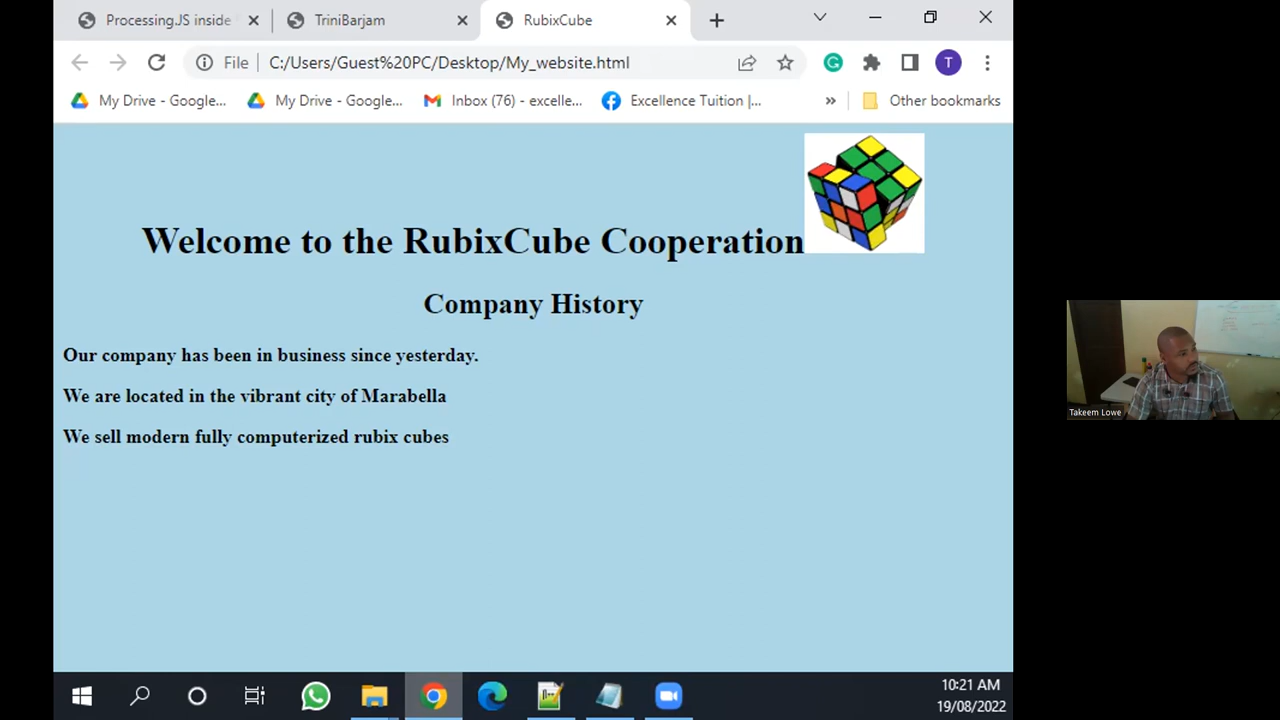 Processing.JS inside
TriniBarjam
RubixCube
File
C:/Users/Guest%20PC/Desktop/My_website.html
T
My Drive - Google...
My Drive - Google...
Inbox (76) - excelle...
Excellence Tuition |...
»
Other bookmarks
Welcome to the RubixCube Cooperation
Company History
Our company has been in business since yesterday.
We are located in the vibrant city of Marabella
We sell modern fully computerized rubix cubes
Takeem Lowe
10:21 AM
19/08/2022